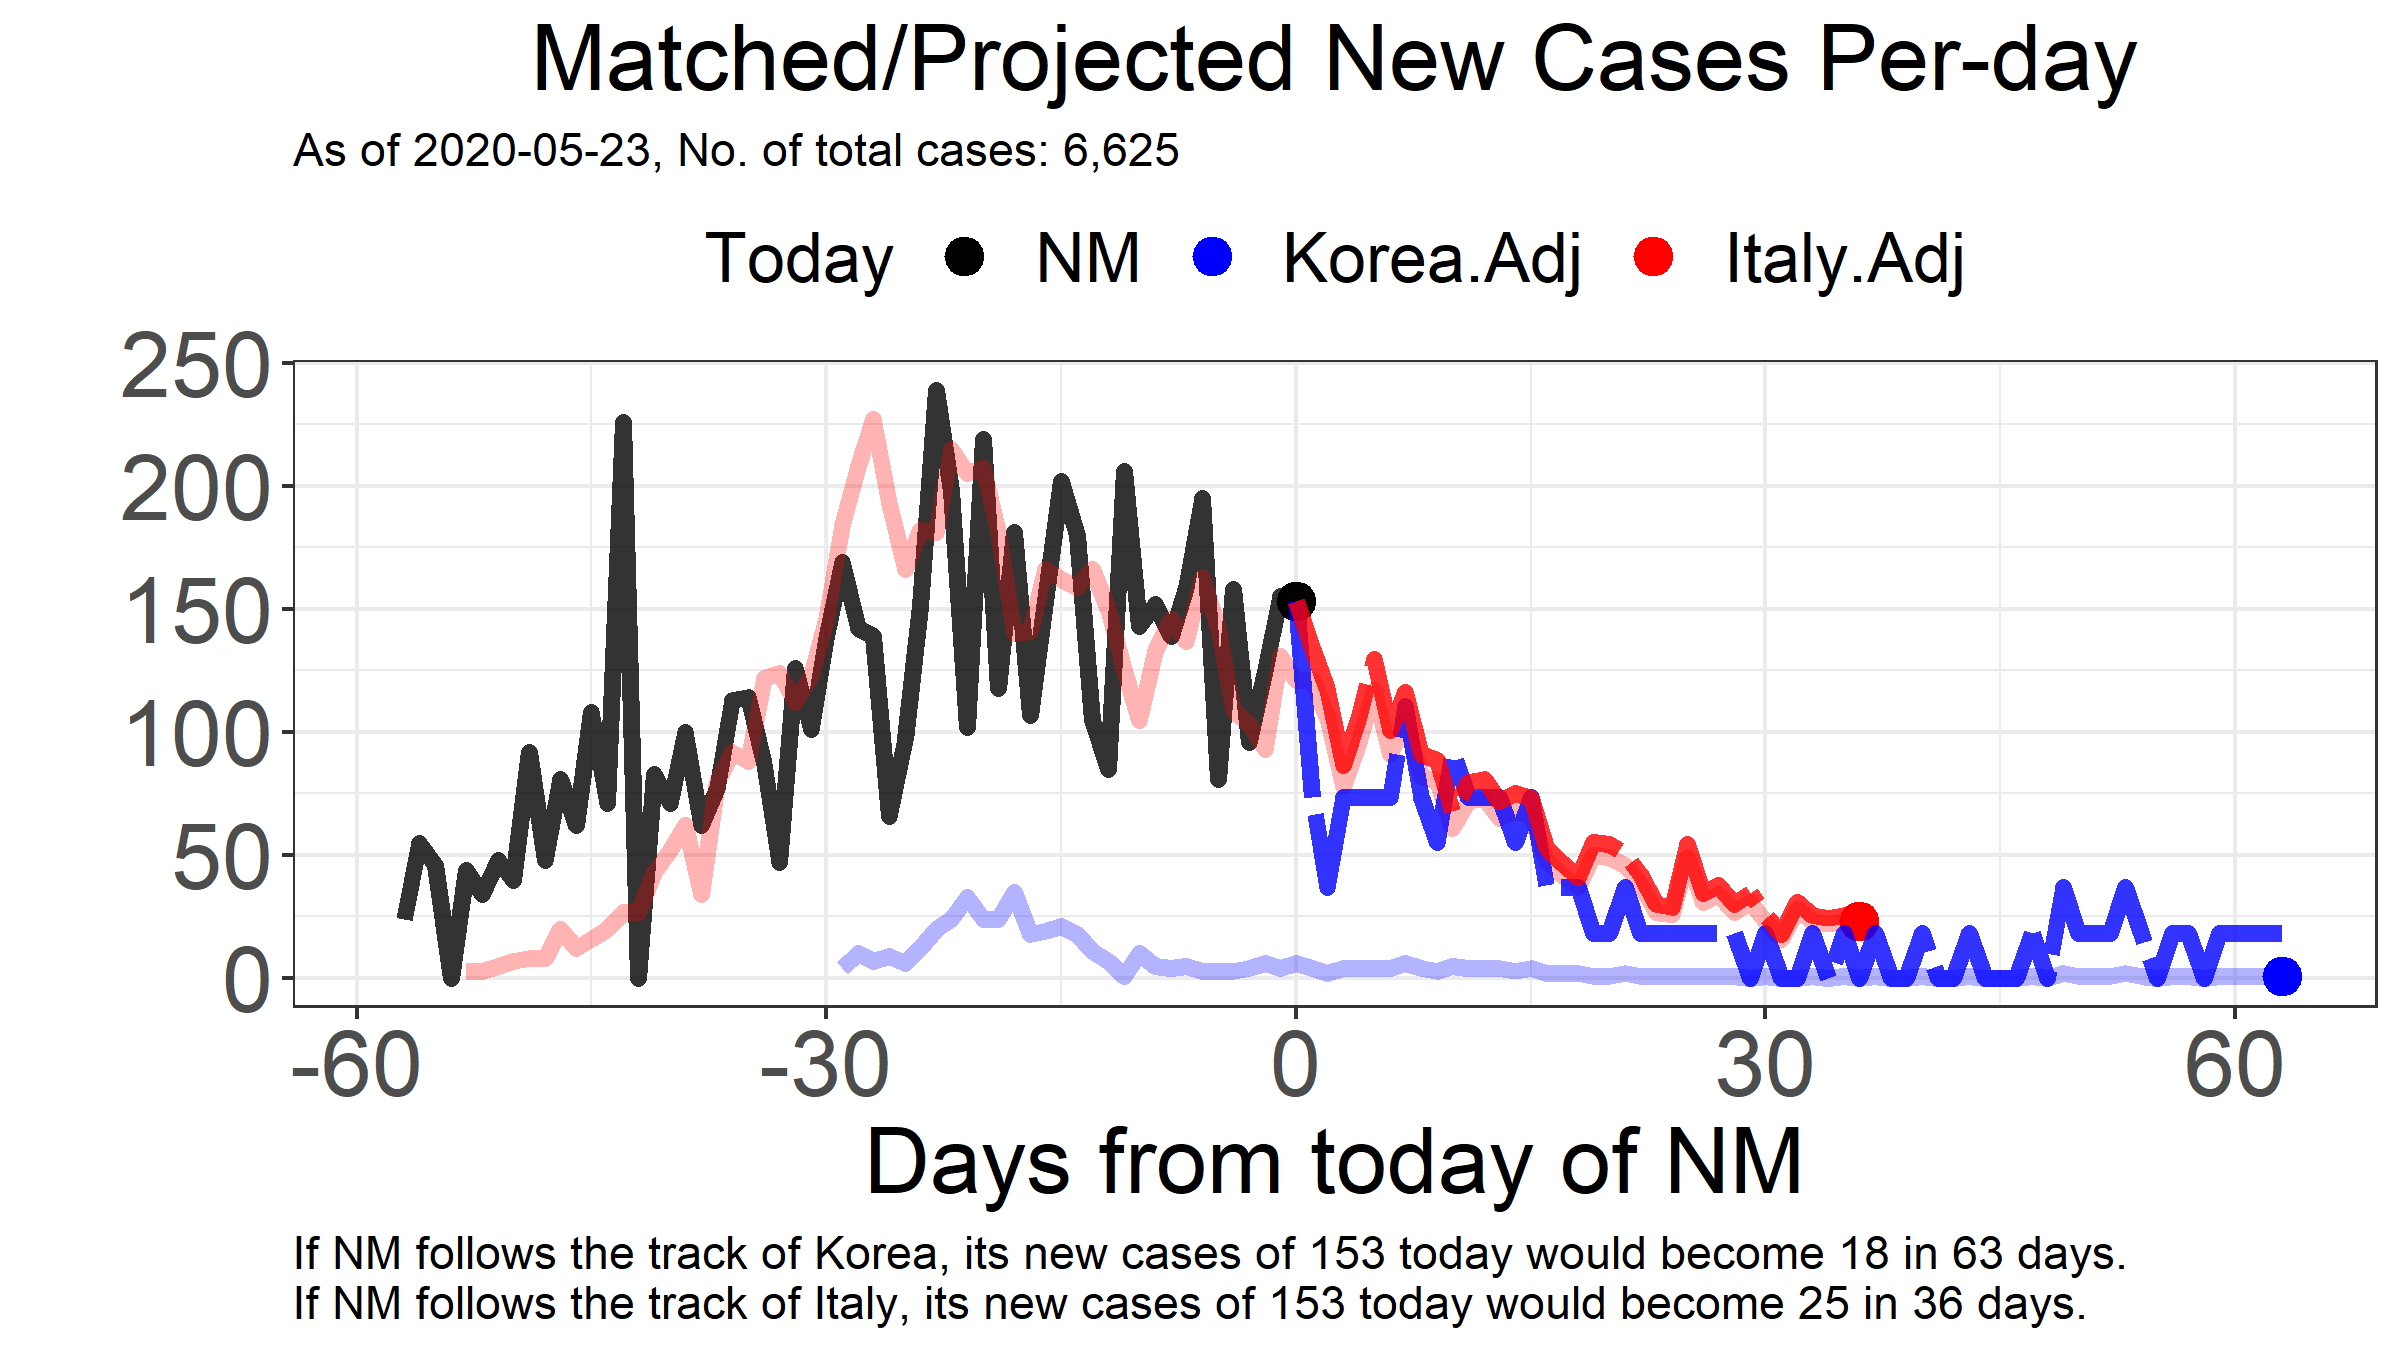 Matched/Projected New Cases Per-day
As of 2020-05-23, No. of total cases: 6,625
Today NM Korea.Adj Italy.Adj
250
200
150
100
50
0
-60 -30 0 30 60
Days from today of NM
If NM follows the track of Korea, its new cases of 153 today would become 18 in 63 days.
If NM follows the track of Italy, its new cases of 153 today would become 25 in 36 days.